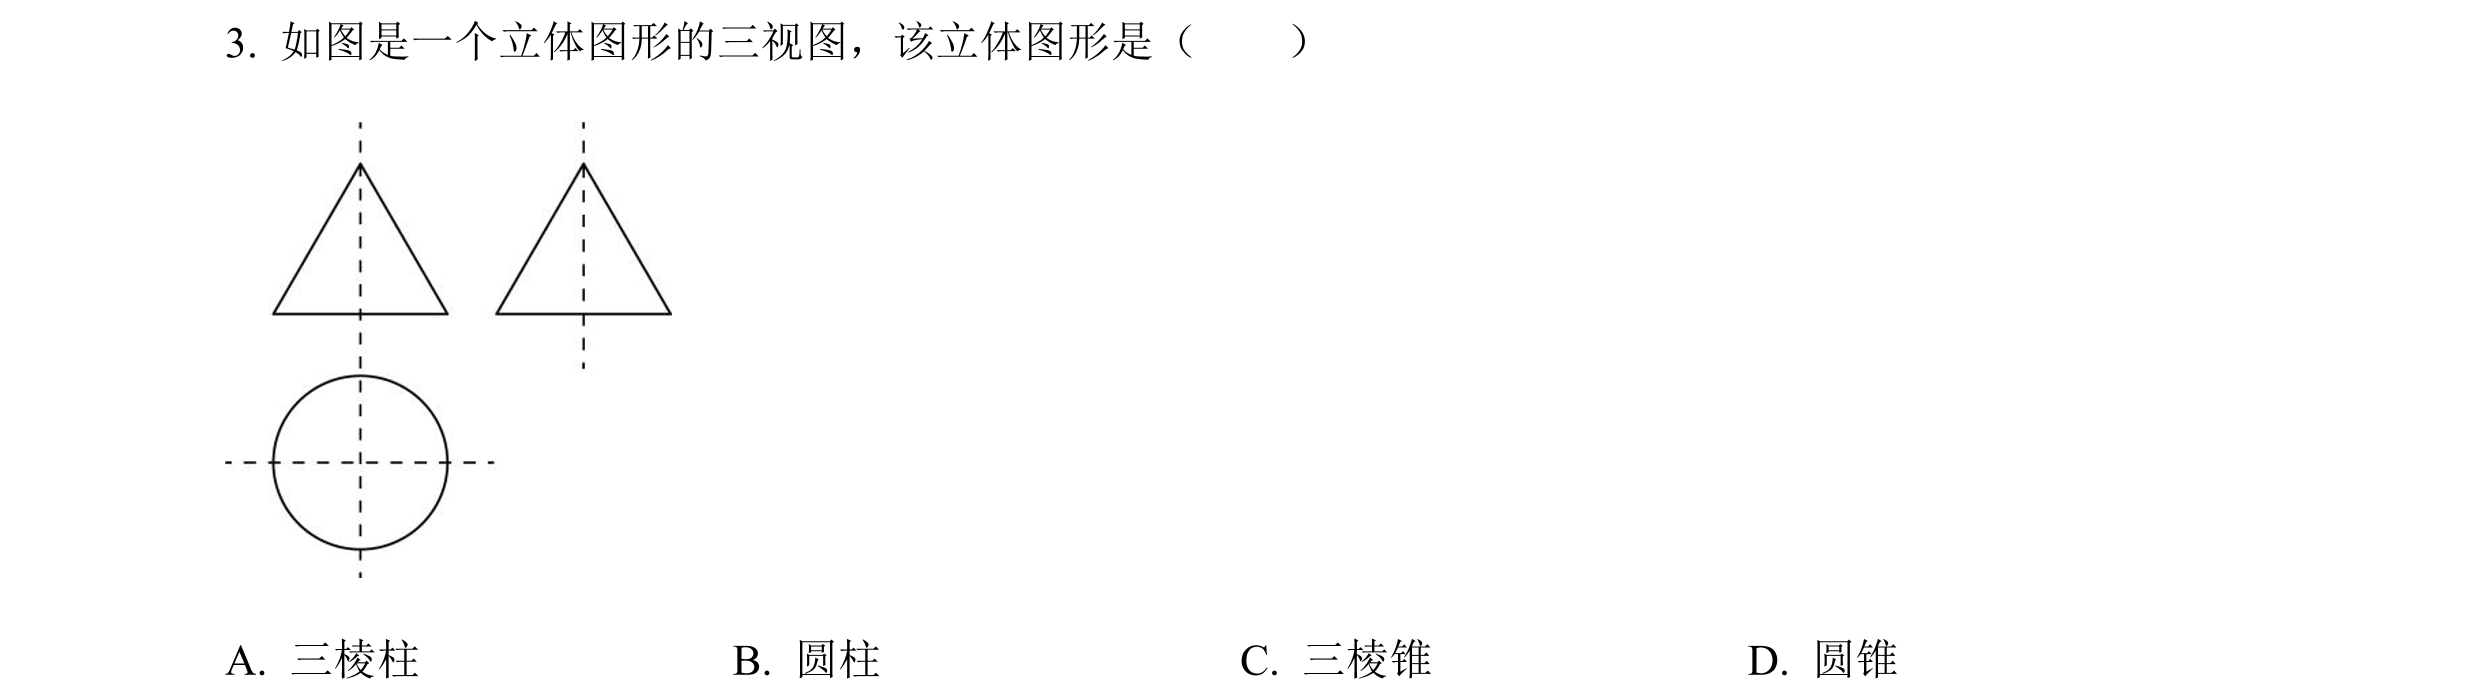 3. 如图是一个立体图形的三视图，该立体图形是（　　）
A. 三棱柱 B. 圆柱 C. 三棱锥 D. 圆锥